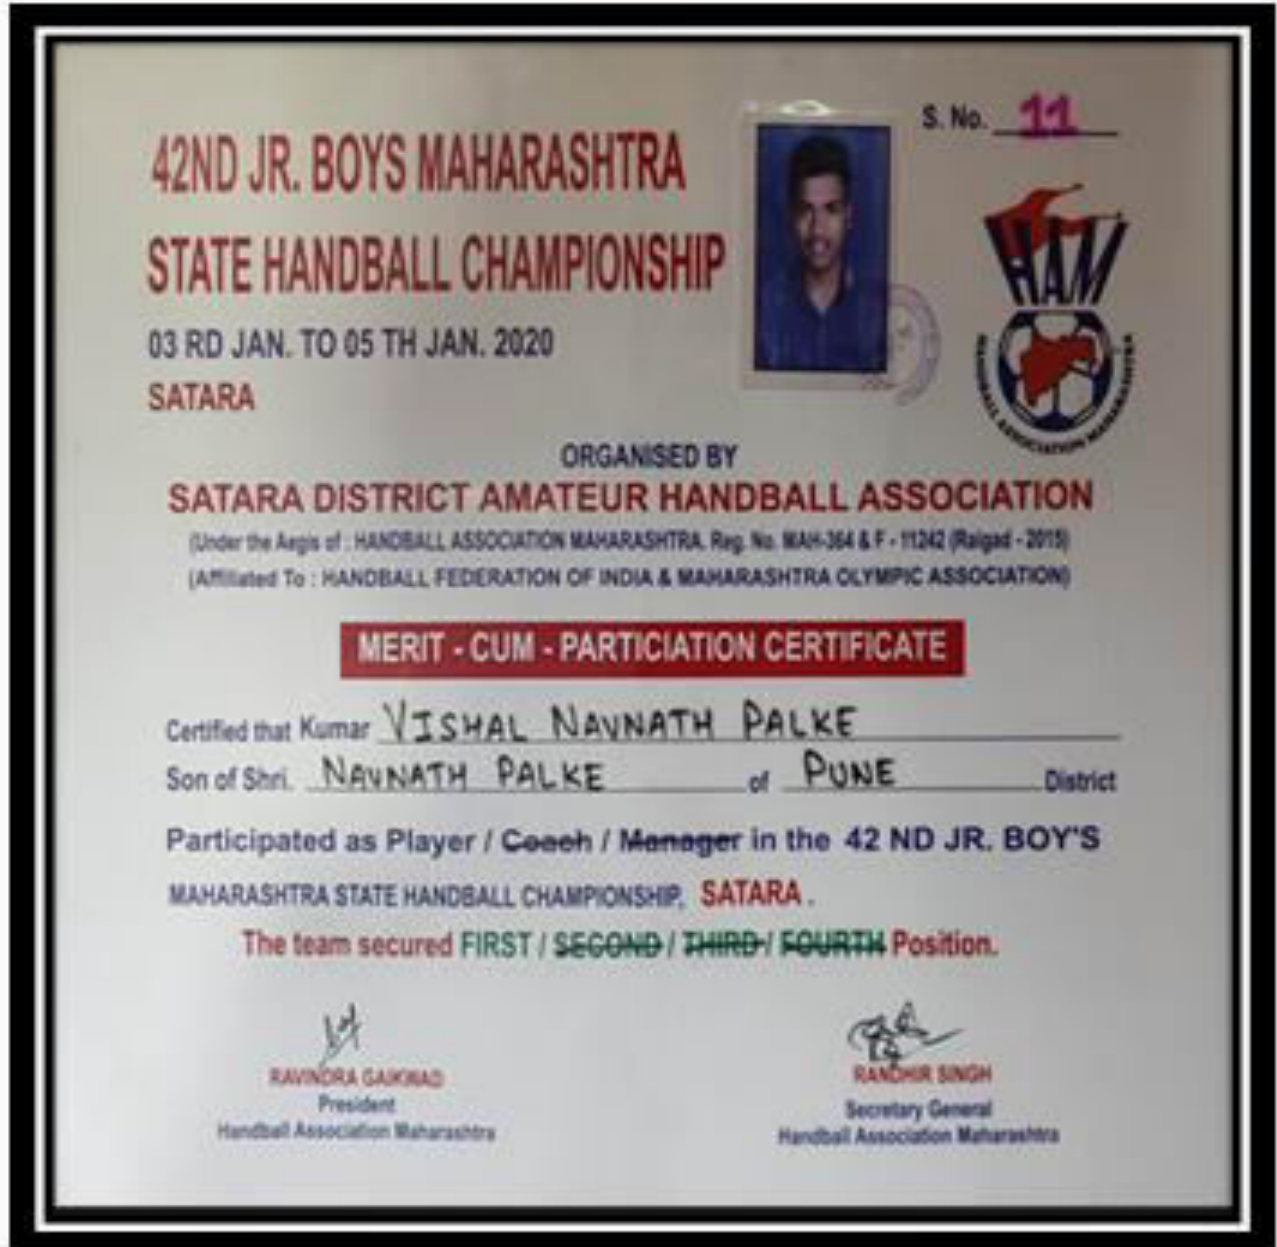 S. No. 11
42ND JR. BOYS MAHARASHTRA
STATE HANDBALL CHAMPIONSHIP
03 RD JAN. TO 05 TH JAN. 2020
SATARA
HAM
HANDBALL ASSOCIATION MAHARASHTRA
ORGANISED BY
SATARA DISTRICT AMATEUR HANDBALL ASSOCIATION
(Under the Aegis of : HANDBALL ASSOCIATION MAHARASHTRA. Reg. No. MAH-364 & F - 11242 (Raigad - 2015)
(Affiliated To : HANDBALL FEDERATION OF INDIA & MAHARASHTRA OLYMPIC ASSOCIATION)
MERIT - CUM - PARTICIATION CERTIFICATE
Certified that Kumar VISHAL NAVNATH PALKE
Son of Shri. NAVNATH PALKE of PUNE District
Participated as Player / Coach / Manager in the 42 ND JR. BOY'S
MAHARASHTRA STATE HANDBALL CHAMPIONSHIP, SATARA .
The team secured FIRST / SECOND / THIRD / FOURTH Position.
RAVINDRA GAIKWAD
President
Handball Association Maharashtra
RANDHIR SINGH
Secretary General
Handball Association Maharashtra